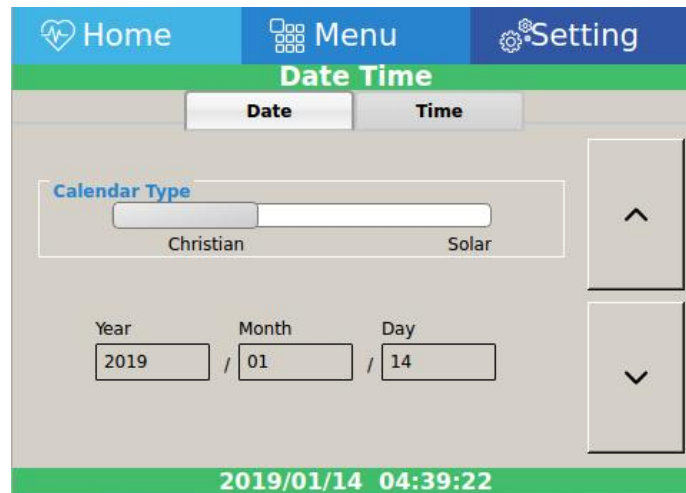 Home Menu Setting
Date Time
Date Time
Calendar Type
Christian Solar
Year Month Day
2019 / 01 / 14
2019/01/14 04:39:22